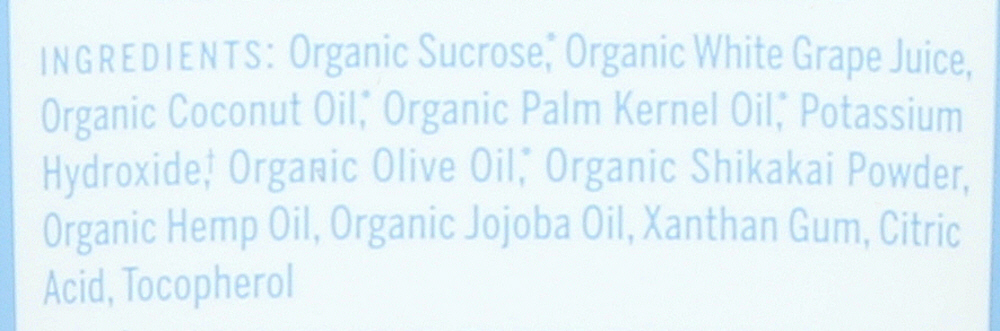 INGREDIENTS: Organic Sucrose,* Organic White Grape Juice,
Organic Coconut Oil,* Organic Palm Kernel Oil,* Potassium
Hydroxide,† Organic Olive Oil,* Organic Shikakai Powder,
Organic Hemp Oil, Organic Jojoba Oil, Xanthan Gum, Citric
Acid, Tocopherol